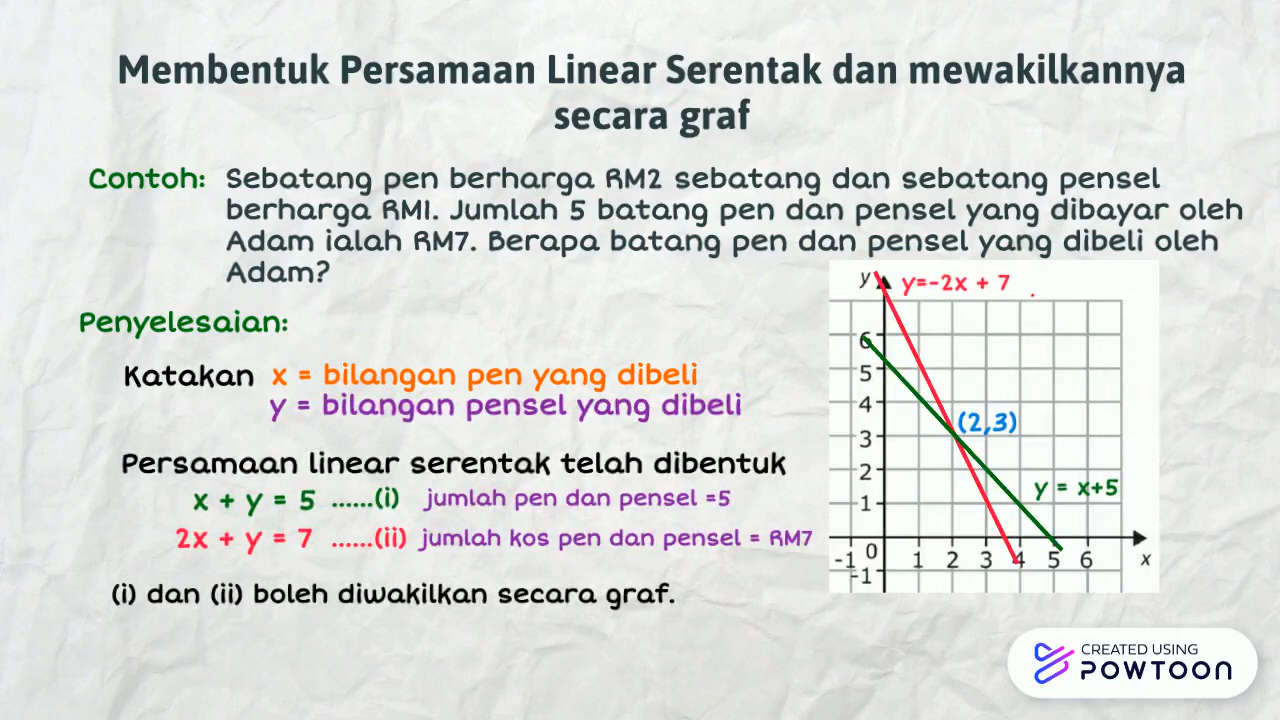 Membentuk Persamaan Linear Serentak dan mewakilkannya
secara graf
Contoh: Sebatang pen berharga RM2 sebatang dan sebatang pensel
berharga RM1. Jumlah 5 batang pen dan pensel yang dibayar oleh
Adam ialah RM7. Berapa batang pen dan pensel yang dibeli oleh
Adam?
Penyelesaian:
Katakan x = bilangan pen yang dibeli
y = bilangan pensel yang dibeli
Persamaan linear serentak telah dibentuk
x + y = 5 ......(i) jumlah pen dan pensel =5
2x + y = 7 ......(ii) jumlah kos pen dan pensel = RM7
(i) dan (ii) boleh diwakilkan secara graf.
y y=-2x + 7
6
5
4
(2,3)
3
2
y = x+5
1
-1 0 1 2 3 4 5 6 x
-1
CREATED USING
POWTOON